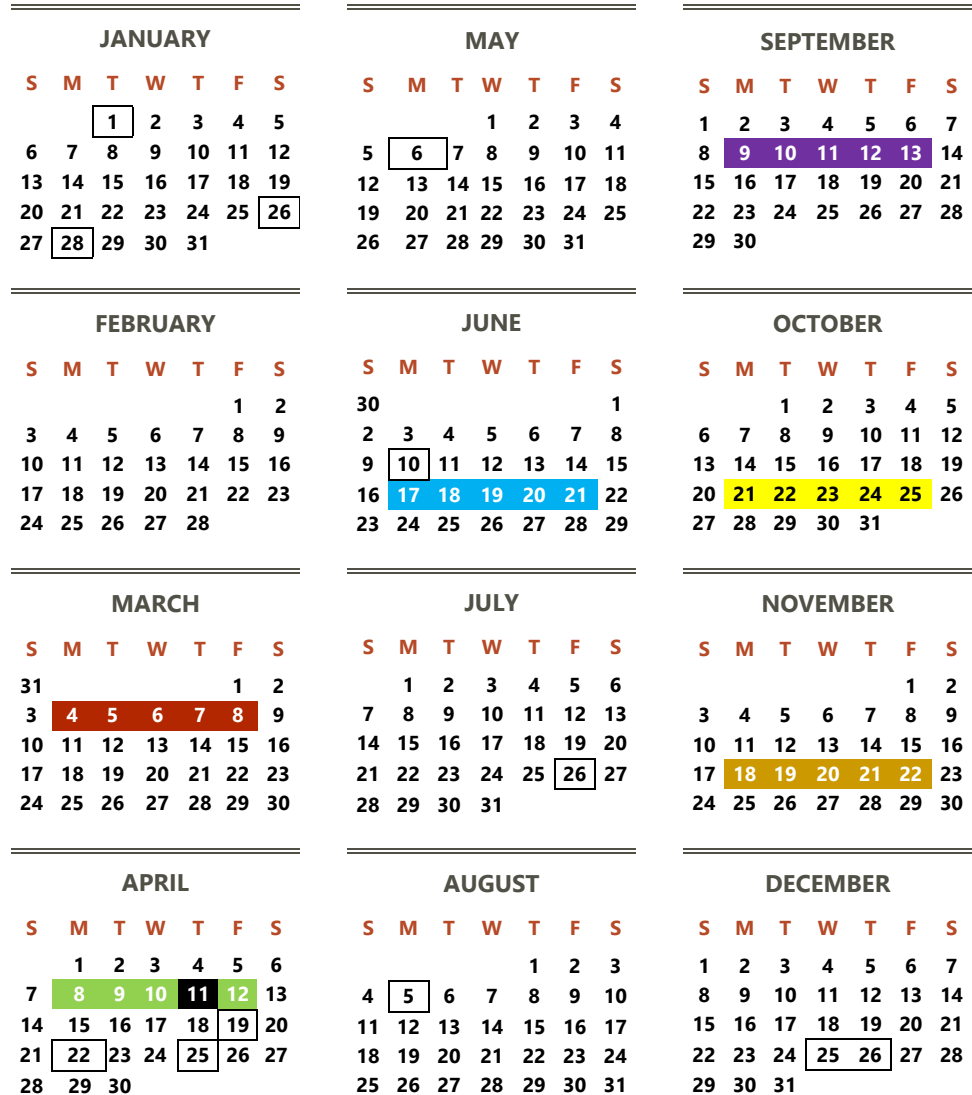 JANUARY
S M T W T F S
1 2 3 4 5
6 7 8 9 10 11 12
13 14 15 16 17 18 19
20 21 22 23 24 25 26
27 28 29 30 31
FEBRUARY
S M T W T F S
1 2
3 4 5 6 7 8 9
10 11 12 13 14 15 16
17 18 19 20 21 22 23
24 25 26 27 28
MARCH
S M T W T F S
31 1 2
3 4 5 6 7 8 9
10 11 12 13 14 15 16
17 18 19 20 21 22 23
24 25 26 27 28 29 30
APRIL
S M T W T F S
1 2 3 4 5 6
7 8 9 10 11 12 13
14 15 16 17 18 19 20
21 22 23 24 25 26 27
28 29 30
MAY
S M T W T F S
1 2 3 4
5 6 7 8 9 10 11
12 13 14 15 16 17 18
19 20 21 22 23 24 25
26 27 28 29 30 31
JUNE
S M T W T F S
30 1
2 3 4 5 6 7 8
9 10 11 12 13 14 15
16 17 18 19 20 21 22
23 24 25 26 27 28 29
JULY
S M T W T F S
1 2 3 4 5 6
7 8 9 10 11 12 13
14 15 16 17 18 19 20
21 22 23 24 25 26 27
28 29 30 31
AUGUST
S M T W T F S
1 2 3
4 5 6 7 8 9 10
11 12 13 14 15 16 17
18 19 20 21 22 23 24
25 26 27 28 29 30 31
SEPTEMBER
S M T W T F S
1 2 3 4 5 6 7
8 9 10 11 12 13 14
15 16 17 18 19 20 21
22 23 24 25 26 27 28
29 30
OCTOBER
S M T W T F S
1 2 3 4 5
6 7 8 9 10 11 12
13 14 15 16 17 18 19
20 21 22 23 24 25 26
27 28 29 30 31
NOVEMBER
S M T W T F S
1 2
3 4 5 6 7 8 9
10 11 12 13 14 15 16
17 18 19 20 21 22 23
24 25 26 27 28 29 30
DECEMBER
S M T W T F S
1 2 3 4 5 6 7
8 9 10 11 12 13 14
15 16 17 18 19 20 21
22 23 24 25 26 27 28
29 30 31